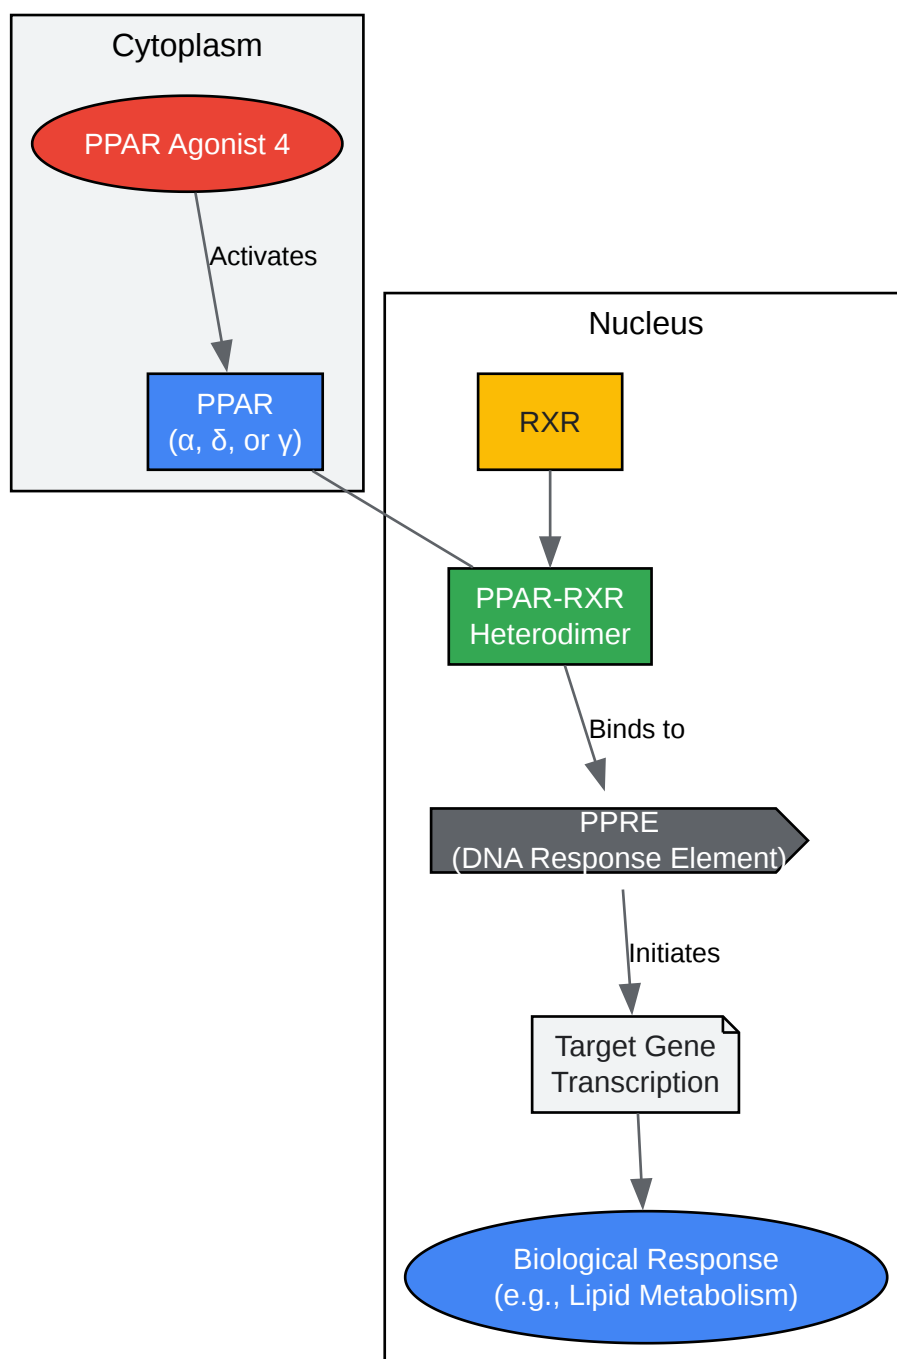 Cytoplasm
PPAR Agonist 4
Activates
PPAR
(α, δ, or γ)
Nucleus
RXR
PPAR-RXR
Heterodimer
Binds to
PPRE
(DNA Response Element)
Initiates
Target Gene
Transcription
Biological Response
(e.g., Lipid Metabolism)